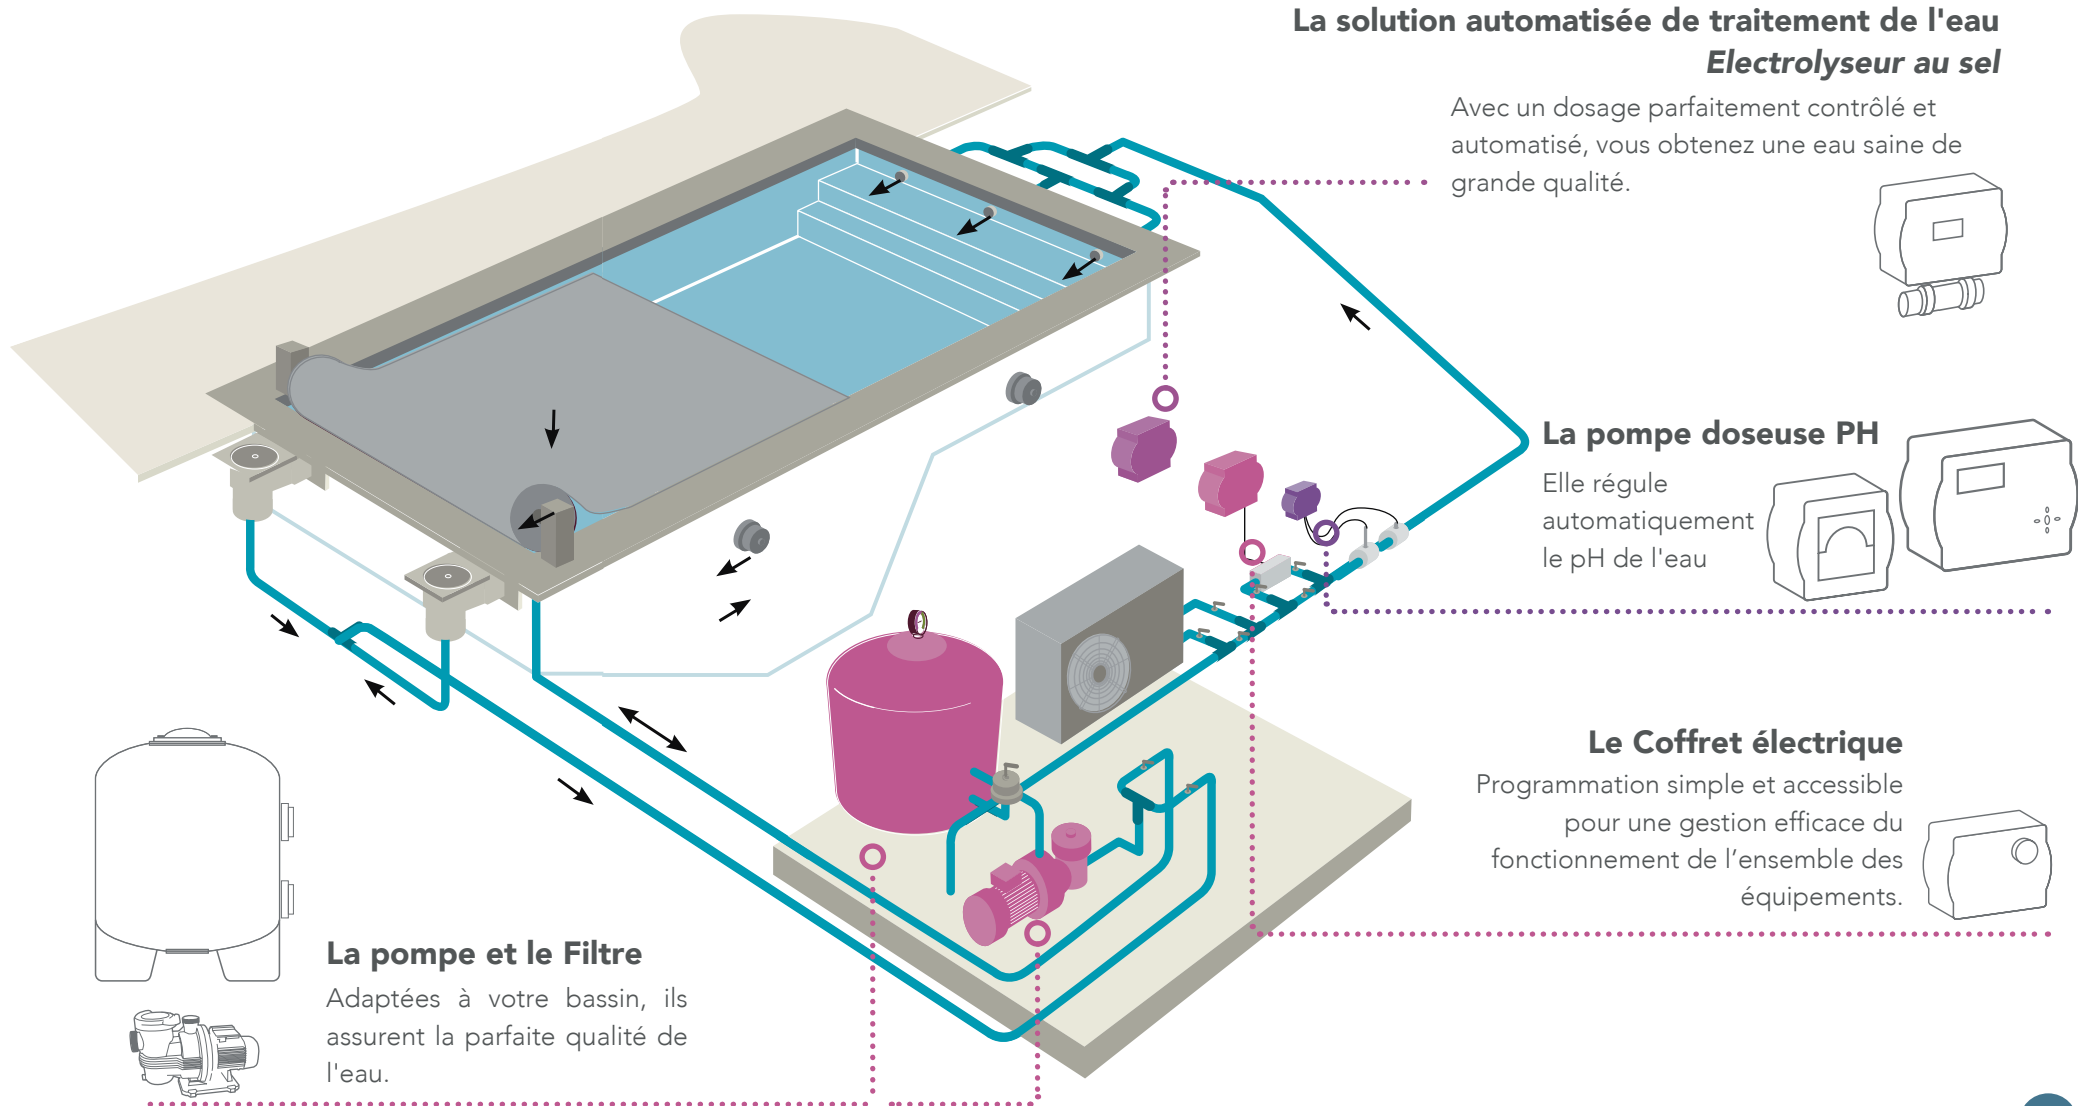 La solution automatisée de traitement de l'eau
Electrolyseur au sel
Avec un dosage parfaitement contrôlé et
automatisé, vous obtenez une eau saine de
grande qualité.
La pompe doseuse PH
Elle régule
automatiquement
le pH de l'eau
Le Coffret électrique
Programmation simple et accessible
pour une gestion efficace du
fonctionnement de l’ensemble des
équipements.
La pompe et le Filtre
Adaptées à votre bassin, ils
assurent la parfaite qualité de
l'eau.